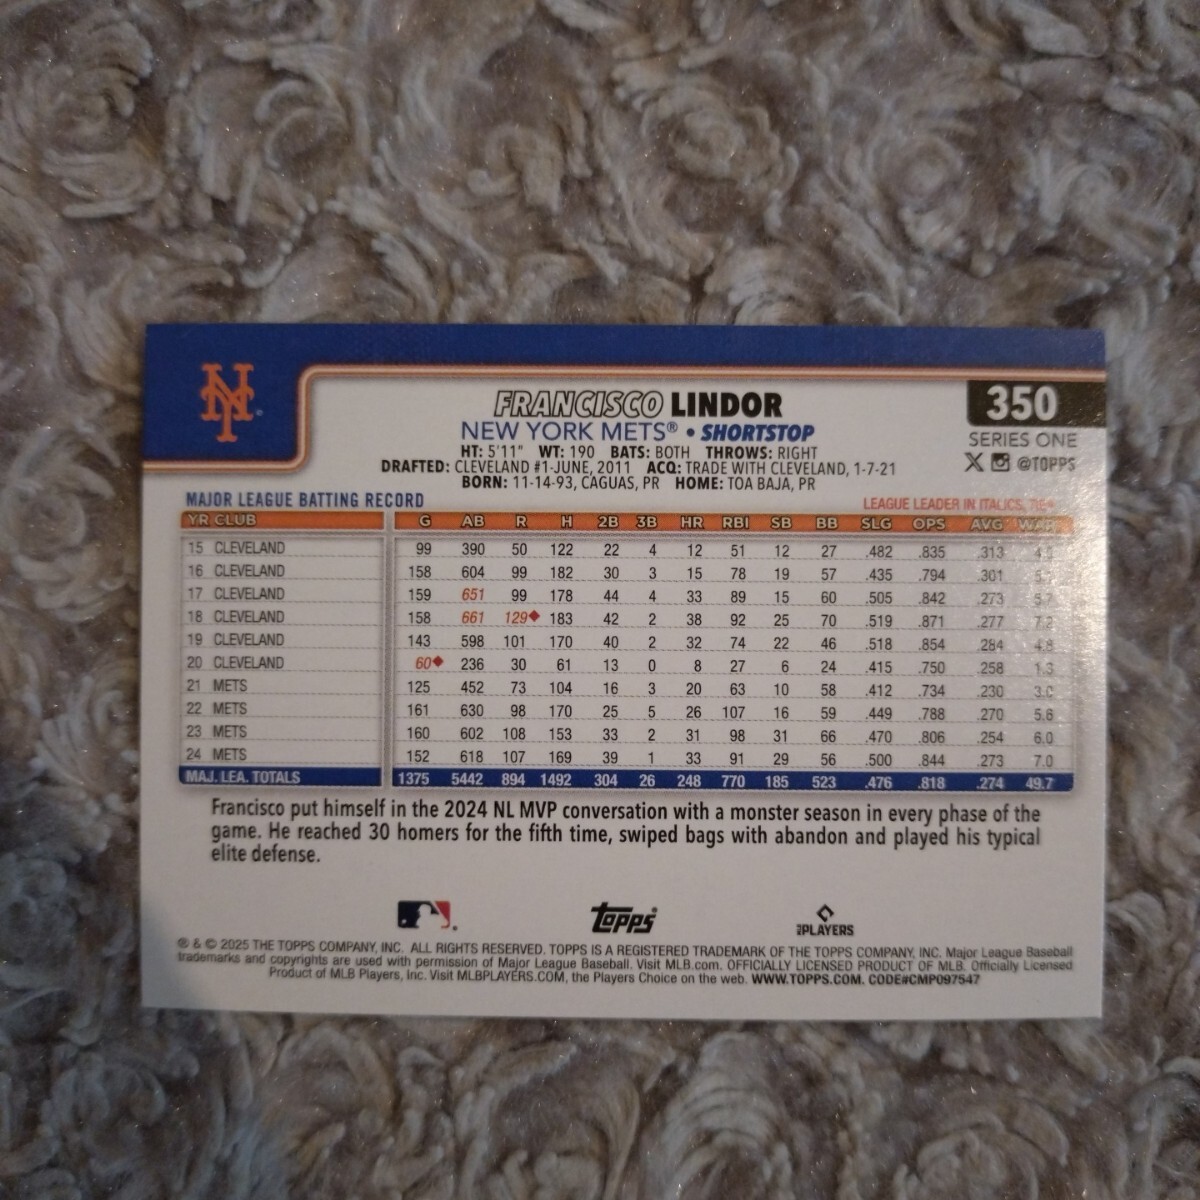 NY
FRANCISCO LINDOR
350
NEW YORK METS® • SHORTSTOP
SERIES ONE
HT: 5'11" WT: 190 BATS: BOTH THROWS: RIGHT
@TOPPS
DRAFTED: CLEVELAND #1-JUNE, 2011 ACQ: TRADE WITH CLEVELAND, 1-7-21
BORN: 11-14-93, CAGUAS, PR HOME: TOA BAJA, PR
MAJOR LEAGUE BATTING RECORD LEAGUE LEADER IN ITALICS, TIE◆
YR CLUB G AB R H 2B 3B HR RBI SB BB SLG OPS AVG WAR
15 CLEVELAND 99 390 50 122 22 4 12 51 12 27 .482 .835 .313
16 CLEVELAND 158 604 99 182 30 3 15 78 19 57 .435 .794 .301
17 CLEVELAND 159 651 99 178 44 4 33 89 15 60 .505 .842 .273 5.7
18 CLEVELAND 158 661 129◆ 183 42 2 38 92 25 70 .519 .871 .277 7.2
19 CLEVELAND 143 598 101 170 40 2 32 74 22 46 .518 .854 .284 4.8
20 CLEVELAND 60◆ 236 30 61 13 0 8 27 6 24 .415 .750 .258 1.3
21 METS 125 452 73 104 16 3 20 63 10 58 .412 .734 .230 3.0
22 METS 161 630 98 170 25 5 26 107 16 59 .449 .788 .270 5.6
23 METS 160 602 108 153 33 2 31 98 31 66 .470 .806 .254 6.0
24 METS 152 618 107 169 39 1 33 91 29 56 .500 .844 .273 7.0
MAJ. LEA. TOTALS 1375 5442 894 1492 304 26 248 770 185 523 .476 .818 .274 49.7
Francisco put himself in the 2024 NL MVP conversation with a monster season in every phase of the
game. He reached 30 homers for the fifth time, swiped bags with abandon and played his typical
elite defense.
Topps® MLBPLAYERS
® & © 2025 THE TOPPS COMPANY, INC. ALL RIGHTS RESERVED. TOPPS IS A REGISTERED TRADEMARK OF THE TOPPS COMPANY, INC. Major League Baseball
trademarks and copyrights are used with permission of Major League Baseball. Visit MLB.com. OFFICIALLY LICENSED PRODUCT OF MLB. Officially Licensed
Product of MLB Players, Inc. Visit MLBPLAYERS.COM, the Players Choice on the web. WWW.TOPPS.COM. CODE#CMP097547